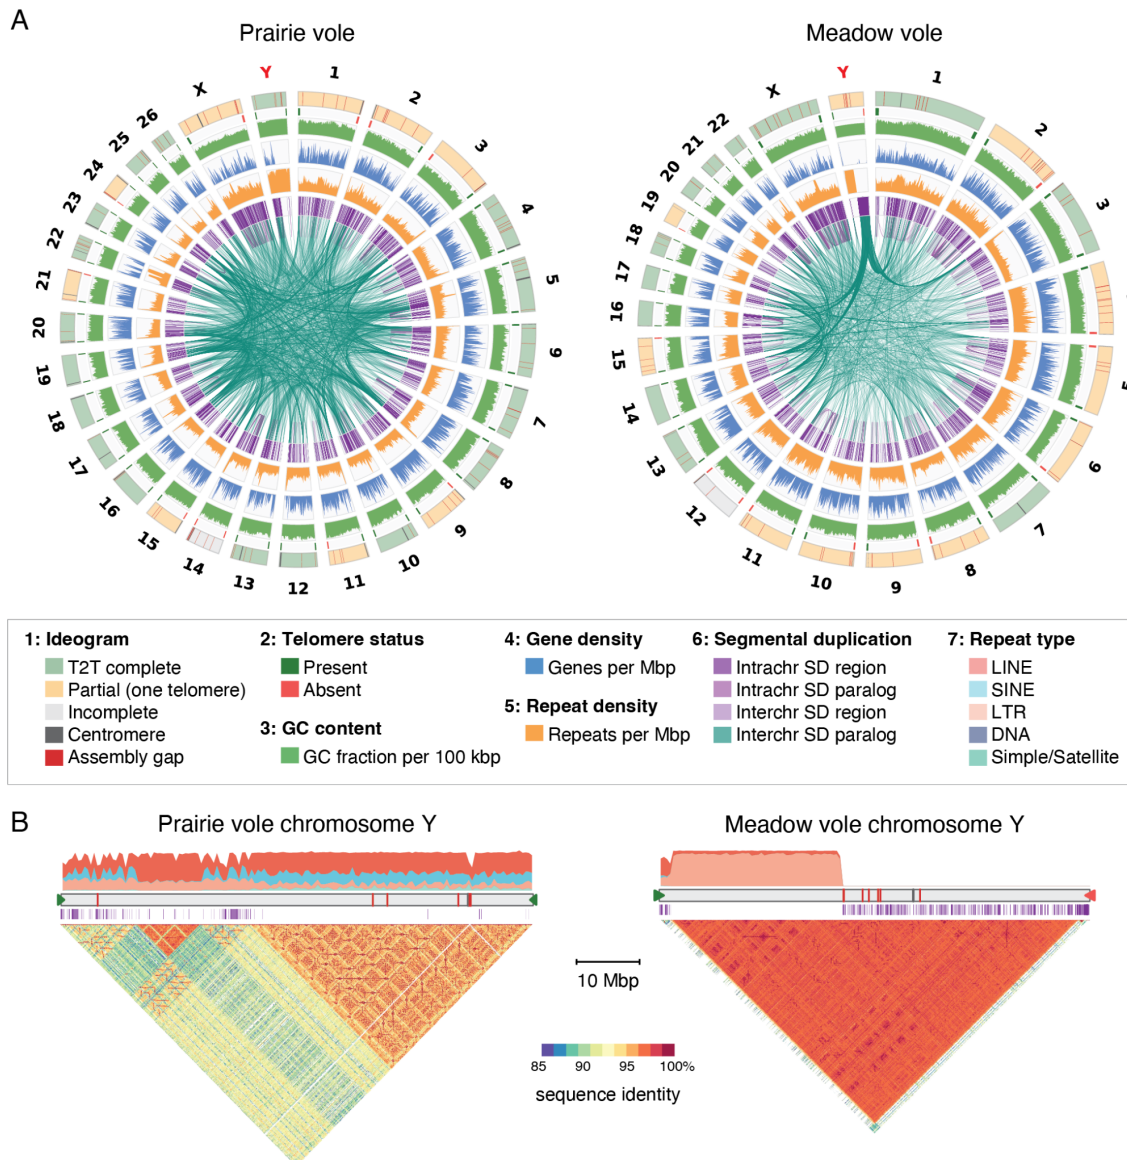 A
Prairie vole
Meadow vole
Y
1
2
3
4
5
6
7
8
9
10
11
12
13
14
15
16
17
18
19
20
21
22
23
24
25
26
X
Y
1
2
3
5
6
7
8
9
10
11
12
13
14
15
16
17
18
19
20
21
22
X
1: Ideogram
T2T complete
Partial (one telomere)
Incomplete
Centromere
Assembly gap
2: Telomere status
Present
Absent
3: GC content
GC fraction per 100 kbp
4: Gene density
Genes per Mbp
5: Repeat density
Repeats per Mbp
6: Segmental duplication
Intrachr SD region
Intrachr SD paralog
Interchr SD region
Interchr SD paralog
7: Repeat type
LINE
SINE
LTR
DNA
Simple/Satellite
B
Prairie vole chromosome Y
Meadow vole chromosome Y
10 Mbp
85 90 95 100%
sequence identity